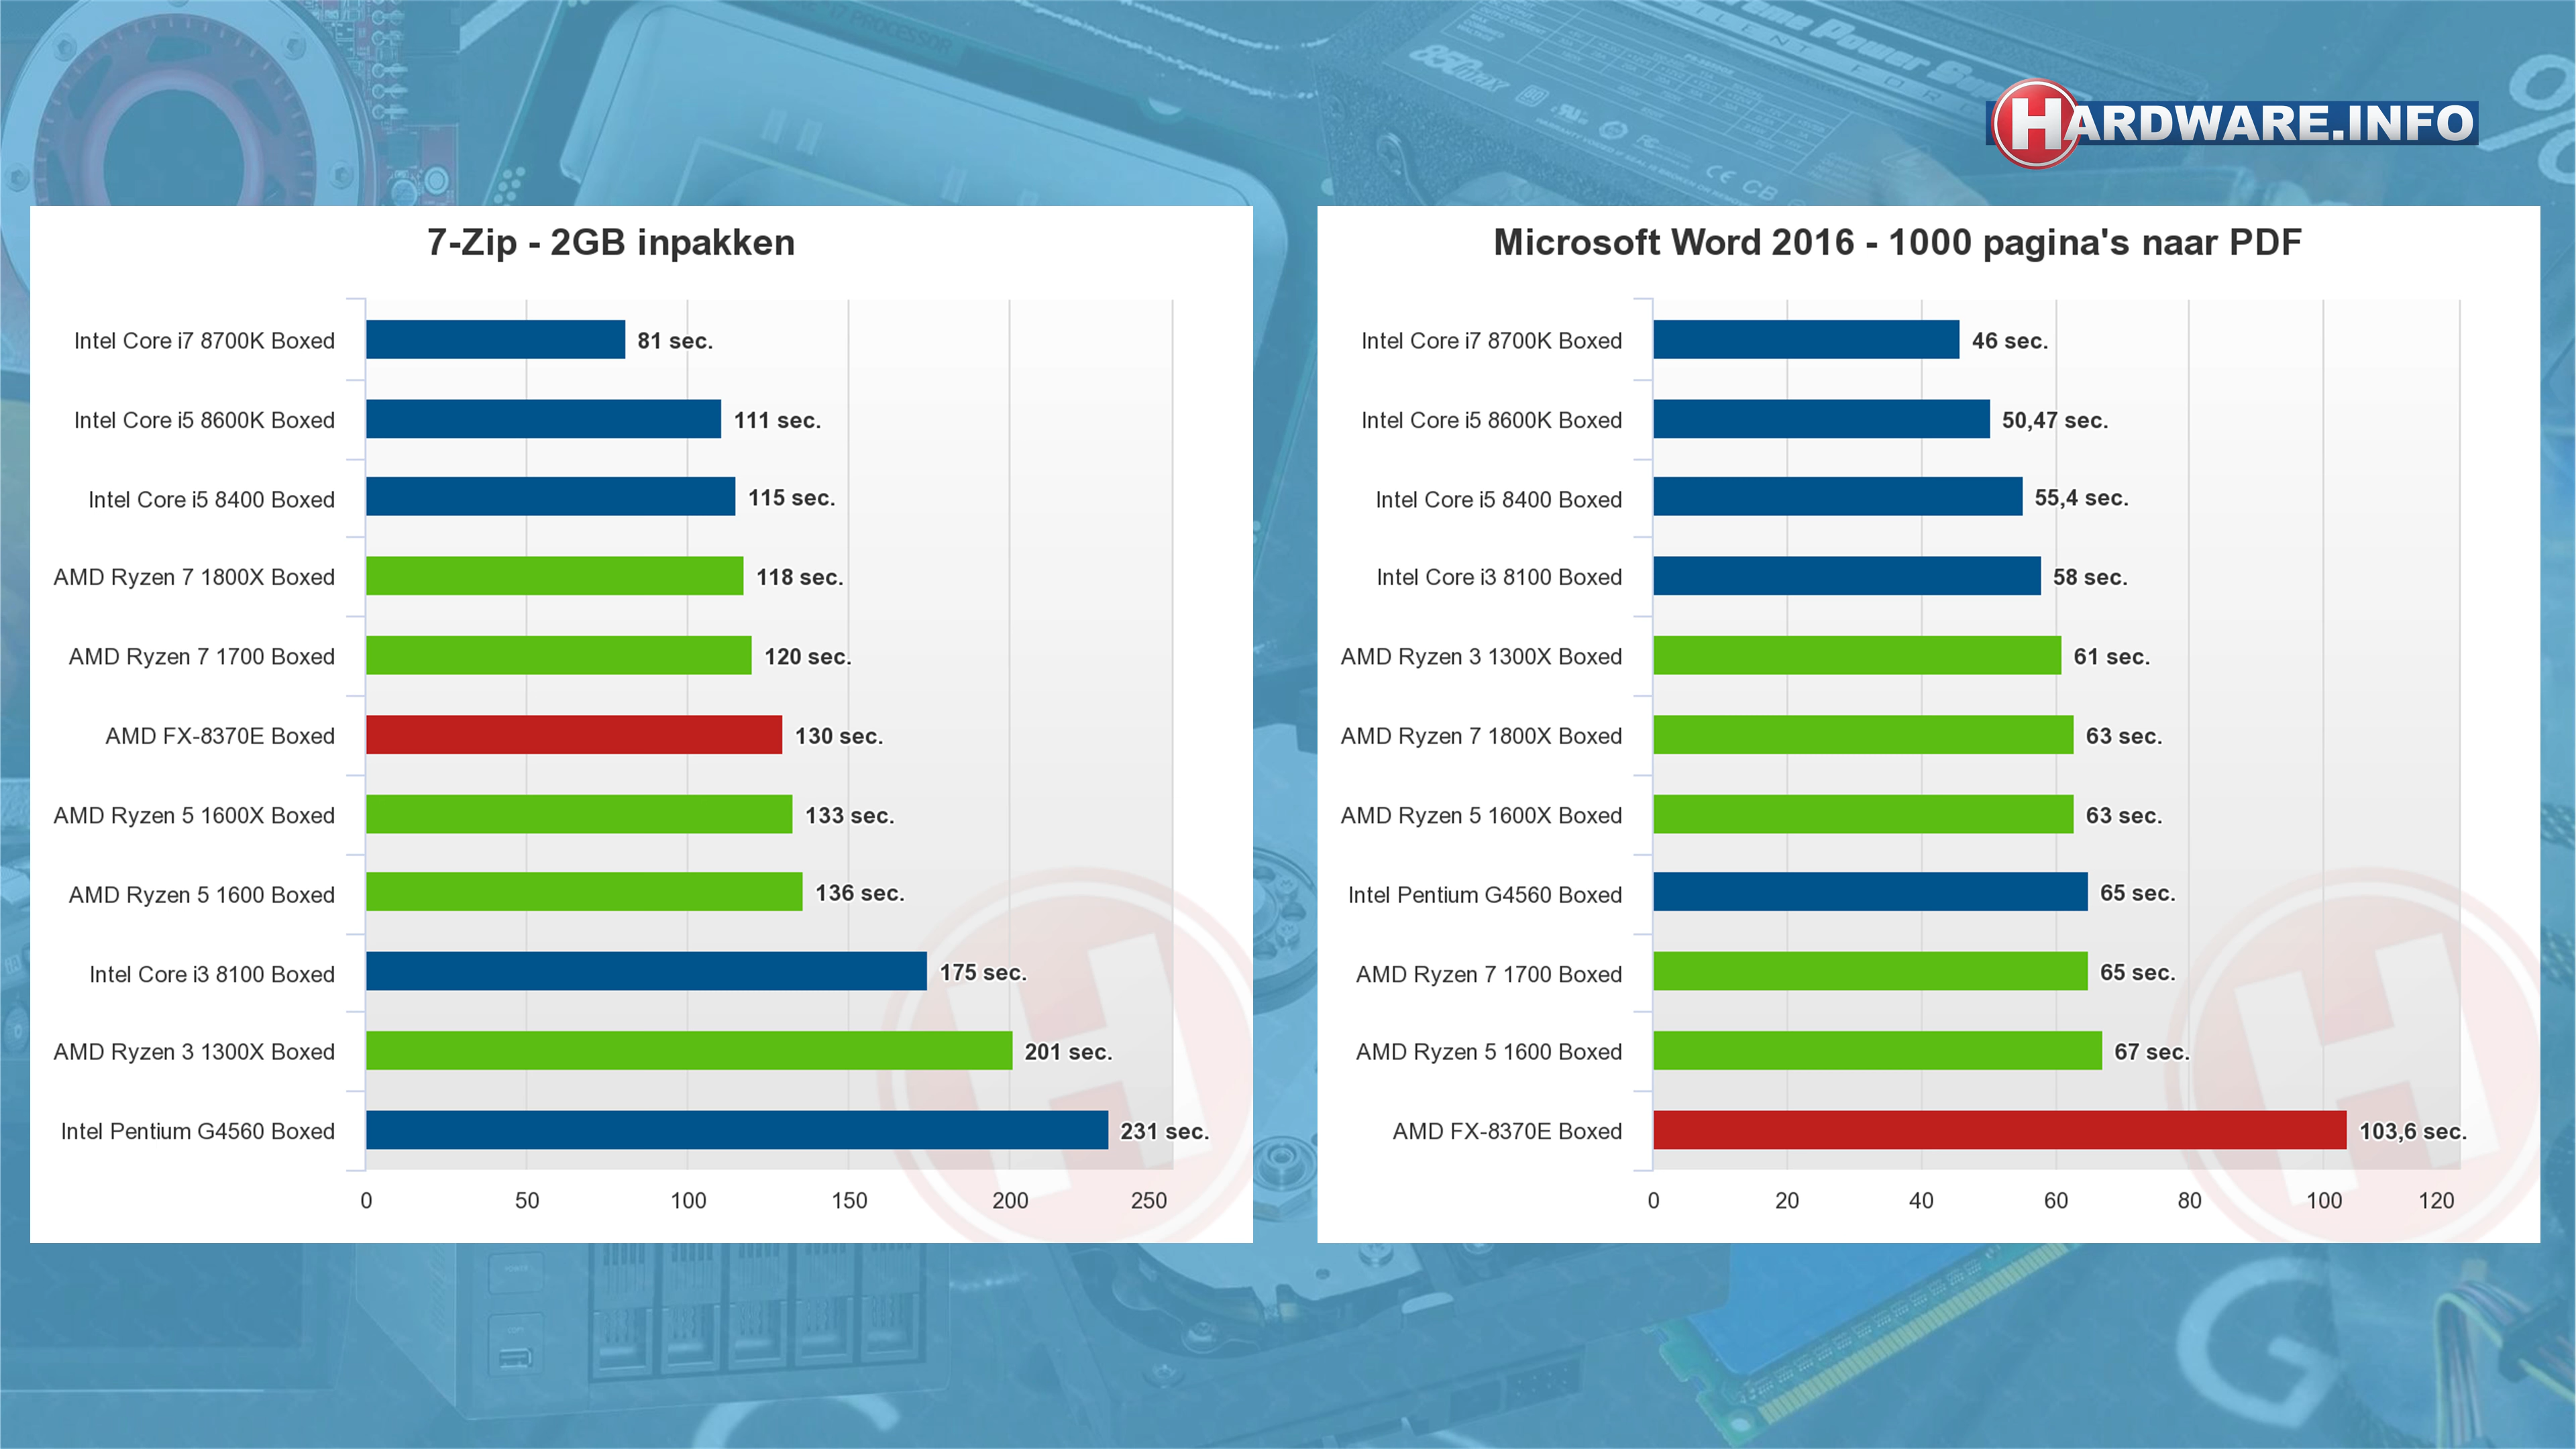 HARDWARE.INFO
7-Zip - 2GB inpakken
Intel Core i7 8700K Boxed 81 sec.
Intel Core i5 8600K Boxed 111 sec.
Intel Core i5 8400 Boxed 115 sec.
AMD Ryzen 7 1800X Boxed 118 sec.
AMD Ryzen 7 1700 Boxed 120 sec.
AMD FX-8370E Boxed 130 sec.
AMD Ryzen 5 1600X Boxed 133 sec.
AMD Ryzen 5 1600 Boxed 136 sec.
Intel Core i3 8100 Boxed 175 sec.
AMD Ryzen 3 1300X Boxed 201 sec.
Intel Pentium G4560 Boxed 231 sec.
0 50 100 150 200 250
Microsoft Word 2016 - 1000 pagina's naar PDF
Intel Core i7 8700K Boxed 46 sec.
Intel Core i5 8600K Boxed 50,47 sec.
Intel Core i5 8400 Boxed 55,4 sec.
Intel Core i3 8100 Boxed 58 sec.
AMD Ryzen 3 1300X Boxed 61 sec.
AMD Ryzen 7 1800X Boxed 63 sec.
AMD Ryzen 5 1600X Boxed 63 sec.
Intel Pentium G4560 Boxed 65 sec.
AMD Ryzen 7 1700 Boxed 65 sec.
AMD Ryzen 5 1600 Boxed 67 sec.
AMD FX-8370E Boxed 103,6 sec.
0 20 40 60 80 100 120